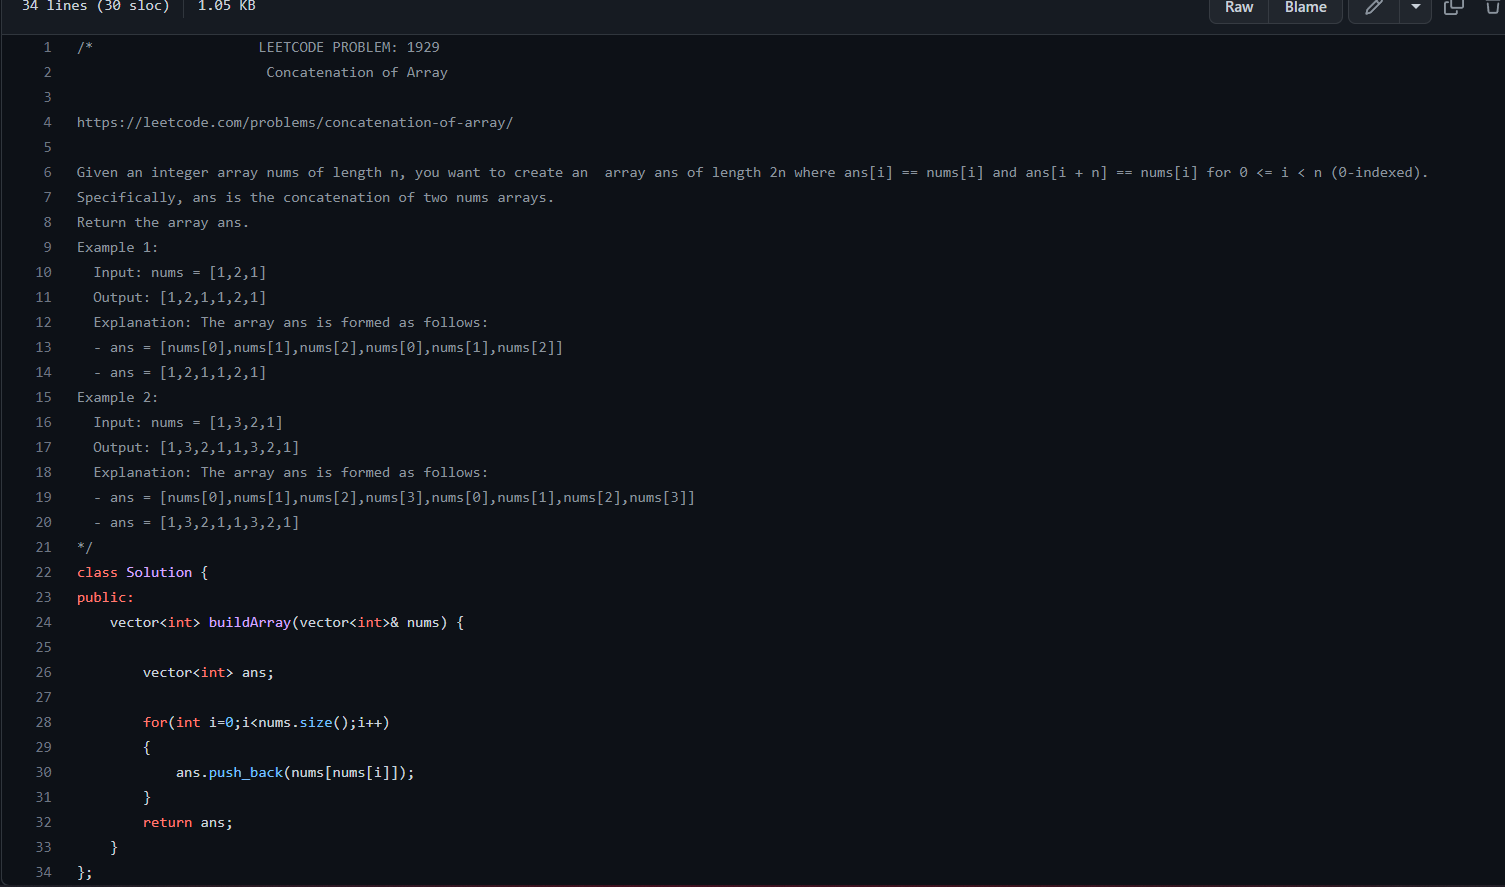 34 lines (30 sloc) 1.05 KB Raw Blame
1 /* LEETCODE PROBLEM: 1929
2 Concatenation of Array
3
4 https://leetcode.com/problems/concatenation-of-array/
5
6 Given an integer array nums of length n, you want to create an  array ans of length 2n where ans[i] == nums[i] and ans[i + n] == nums[i] for 0 <= i < n (0-indexed).
7 Specifically, ans is the concatenation of two nums arrays.
8 Return the array ans.
9 Example 1:
10 Input: nums = [1,2,1]
11 Output: [1,2,1,1,2,1]
12 Explanation: The array ans is formed as follows:
13 - ans = [nums[0],nums[1],nums[2],nums[0],nums[1],nums[2]]
14 - ans = [1,2,1,1,2,1]
15 Example 2:
16 Input: nums = [1,3,2,1]
17 Output: [1,3,2,1,1,3,2,1]
18 Explanation: The array ans is formed as follows:
19 - ans = [nums[0],nums[1],nums[2],nums[3],nums[0],nums[1],nums[2],nums[3]]
20 - ans = [1,3,2,1,1,3,2,1]
21 */
22 class Solution {
23 public:
24 vector<int> buildArray(vector<int>& nums) {
25
26 vector<int> ans;
27
28 for(int i=0;i<nums.size();i++)
29 {
30 ans.push_back(nums[nums[i]]);
31 }
32 return ans;
33 }
34 };